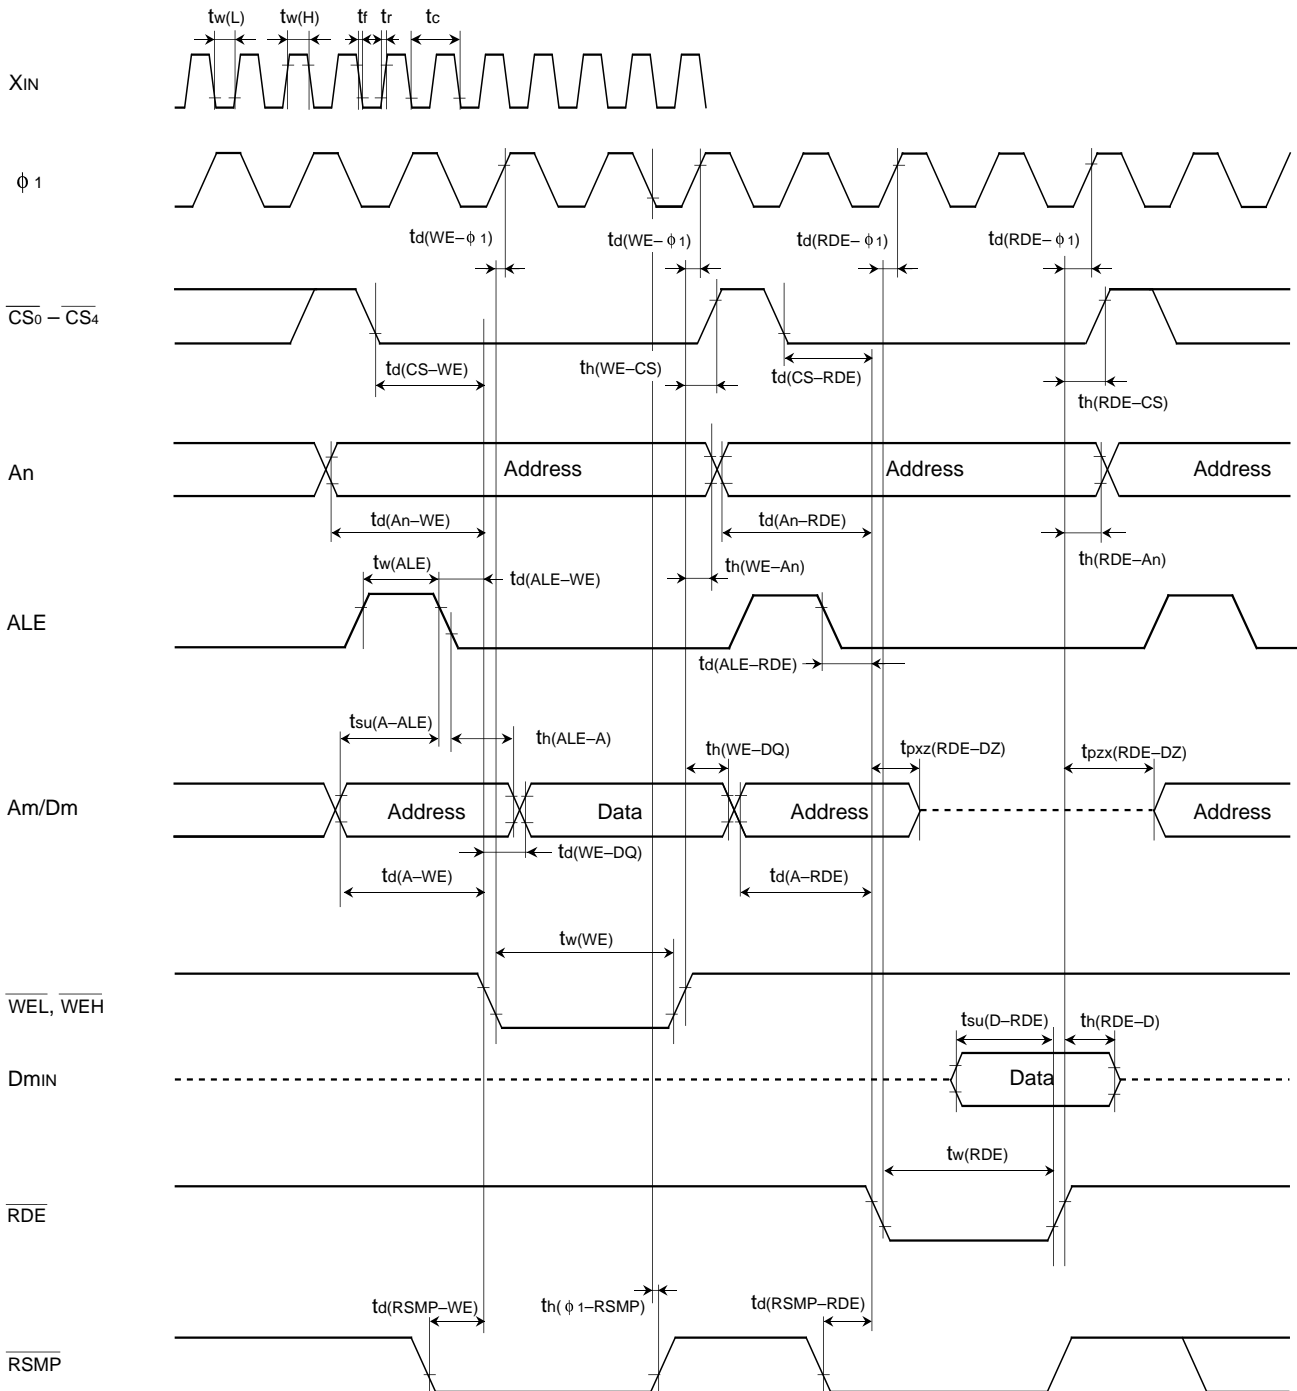 tw(L) tw(H) tf tr tc
XIN
ϕ 1
td(WE–ϕ 1) td(WE–ϕ 1) td(RDE–ϕ 1) td(RDE–ϕ 1)
CS0 – CS4
td(CS–WE) th(WE–CS) td(CS–RDE)
th(RDE–CS)
An Address Address Address
td(An–WE) td(An–RDE)
tw(ALE) td(ALE–WE) th(WE–An) th(RDE–An)
ALE
td(ALE–RDE)
tsu(A–ALE) th(ALE–A) th(WE–DQ) tpxz(RDE–DZ) tpzx(RDE–DZ)
Am/Dm Address Data Address Address
td(WE–DQ)
td(A–WE) td(A–RDE)
tw(WE)
WEL, WEH
tsu(D–RDE) th(RDE–D)
DmIN Data
tw(RDE)
RDE
td(RSMP–WE) th(ϕ 1–RSMP) td(RSMP–RDE)
RSMP